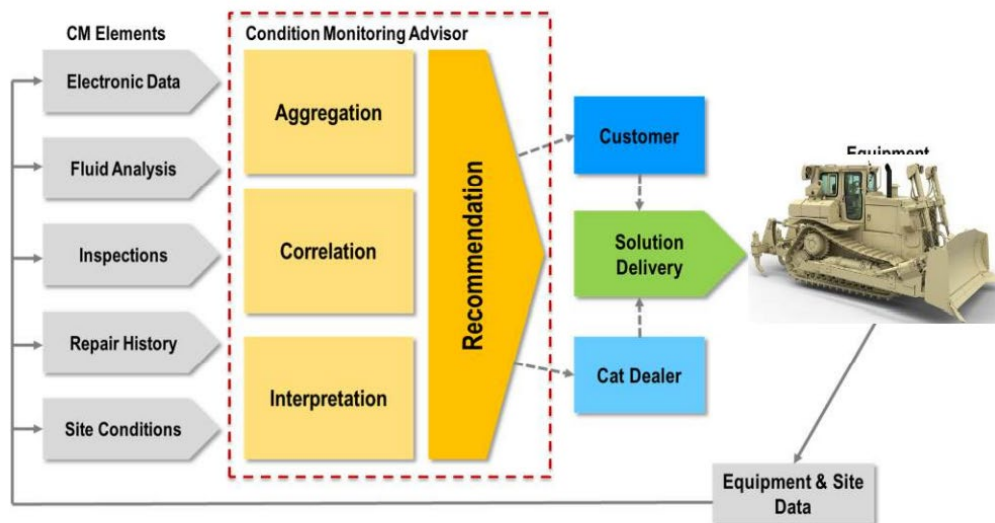 CM Elements
Condition Monitoring Advisor
Electronic Data
Fluid Analysis
Inspections
Repair History
Site Conditions
Aggregation
Correlation
Interpretation
Recommendation
Customer
Solution
Delivery
Cat Dealer
Equipment
Equipment & Site
Data